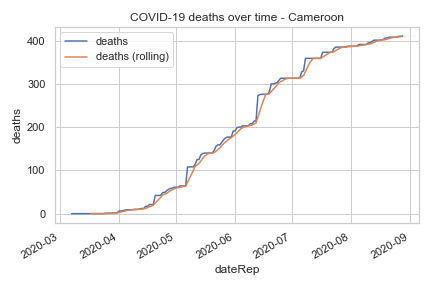 COVID-19 deaths over time - Cameroon
deaths
deaths (rolling)
deaths
400
300
200
100
0
2020-03
2020-04
2020-05
2020-06
2020-07
2020-08
2020-09
dateRep